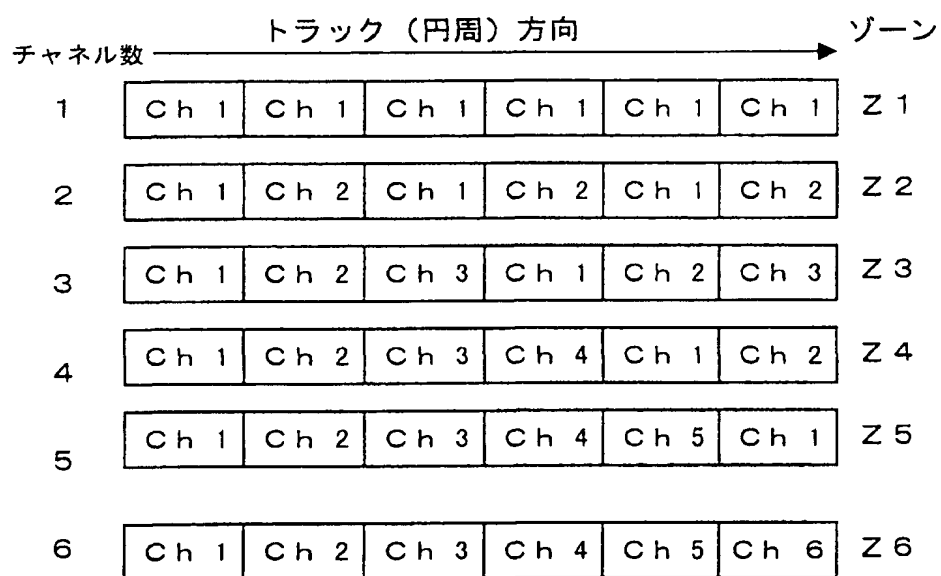 トラック（円周）方向 ゾーン
チャネル数
1 Ch 1 Ch 1 Ch 1 Ch 1 Ch 1 Ch 1 Z 1
2 Ch 1 Ch 2 Ch 1 Ch 2 Ch 1 Ch 2 Z 2
3 Ch 1 Ch 2 Ch 3 Ch 1 Ch 2 Ch 3 Z 3
4 Ch 1 Ch 2 Ch 3 Ch 4 Ch 1 Ch 2 Z 4
5 Ch 1 Ch 2 Ch 3 Ch 4 Ch 5 Ch 1 Z 5
6 Ch 1 Ch 2 Ch 3 Ch 4 Ch 5 Ch 6 Z 6